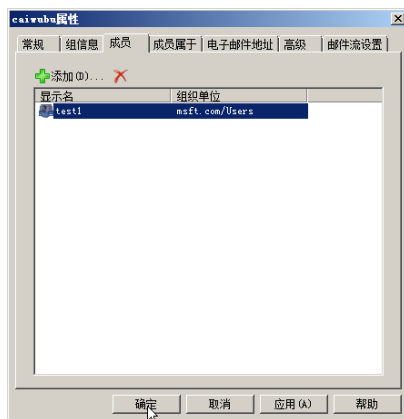 caiwubu属性
常规 组信息 成员 成员属于 电子邮件地址 高级 邮件流设置
添加(D)...
显示名 组织单位
test1 msft.com/Users
确定 取消 应用(A) 帮助